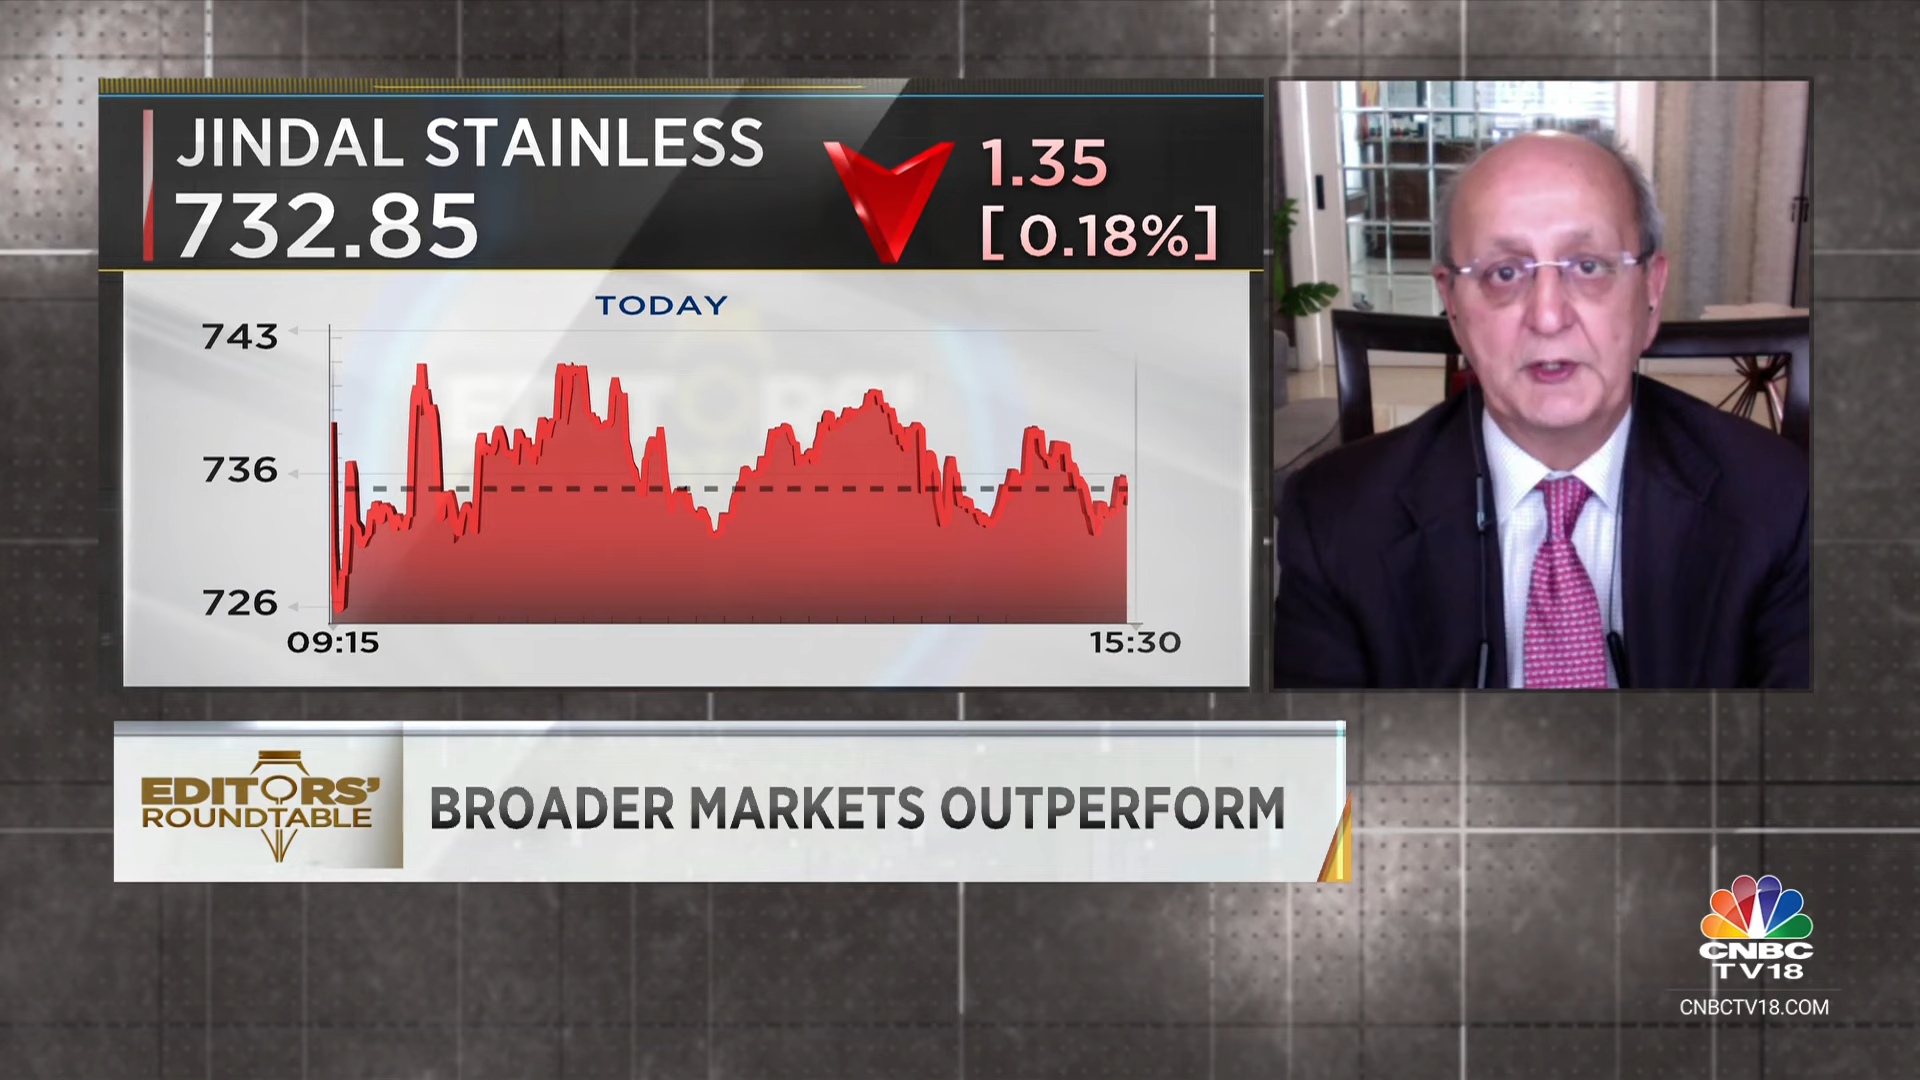 JINDAL STAINLESS
732.85
1.35
[ 0.18%]
TODAY
743
736
726
09:15
15:30
EDITORS'
ROUNDTABLE
BROADER MARKETS OUTPERFORM
CNBC
TV18
CNBCTV18.COM